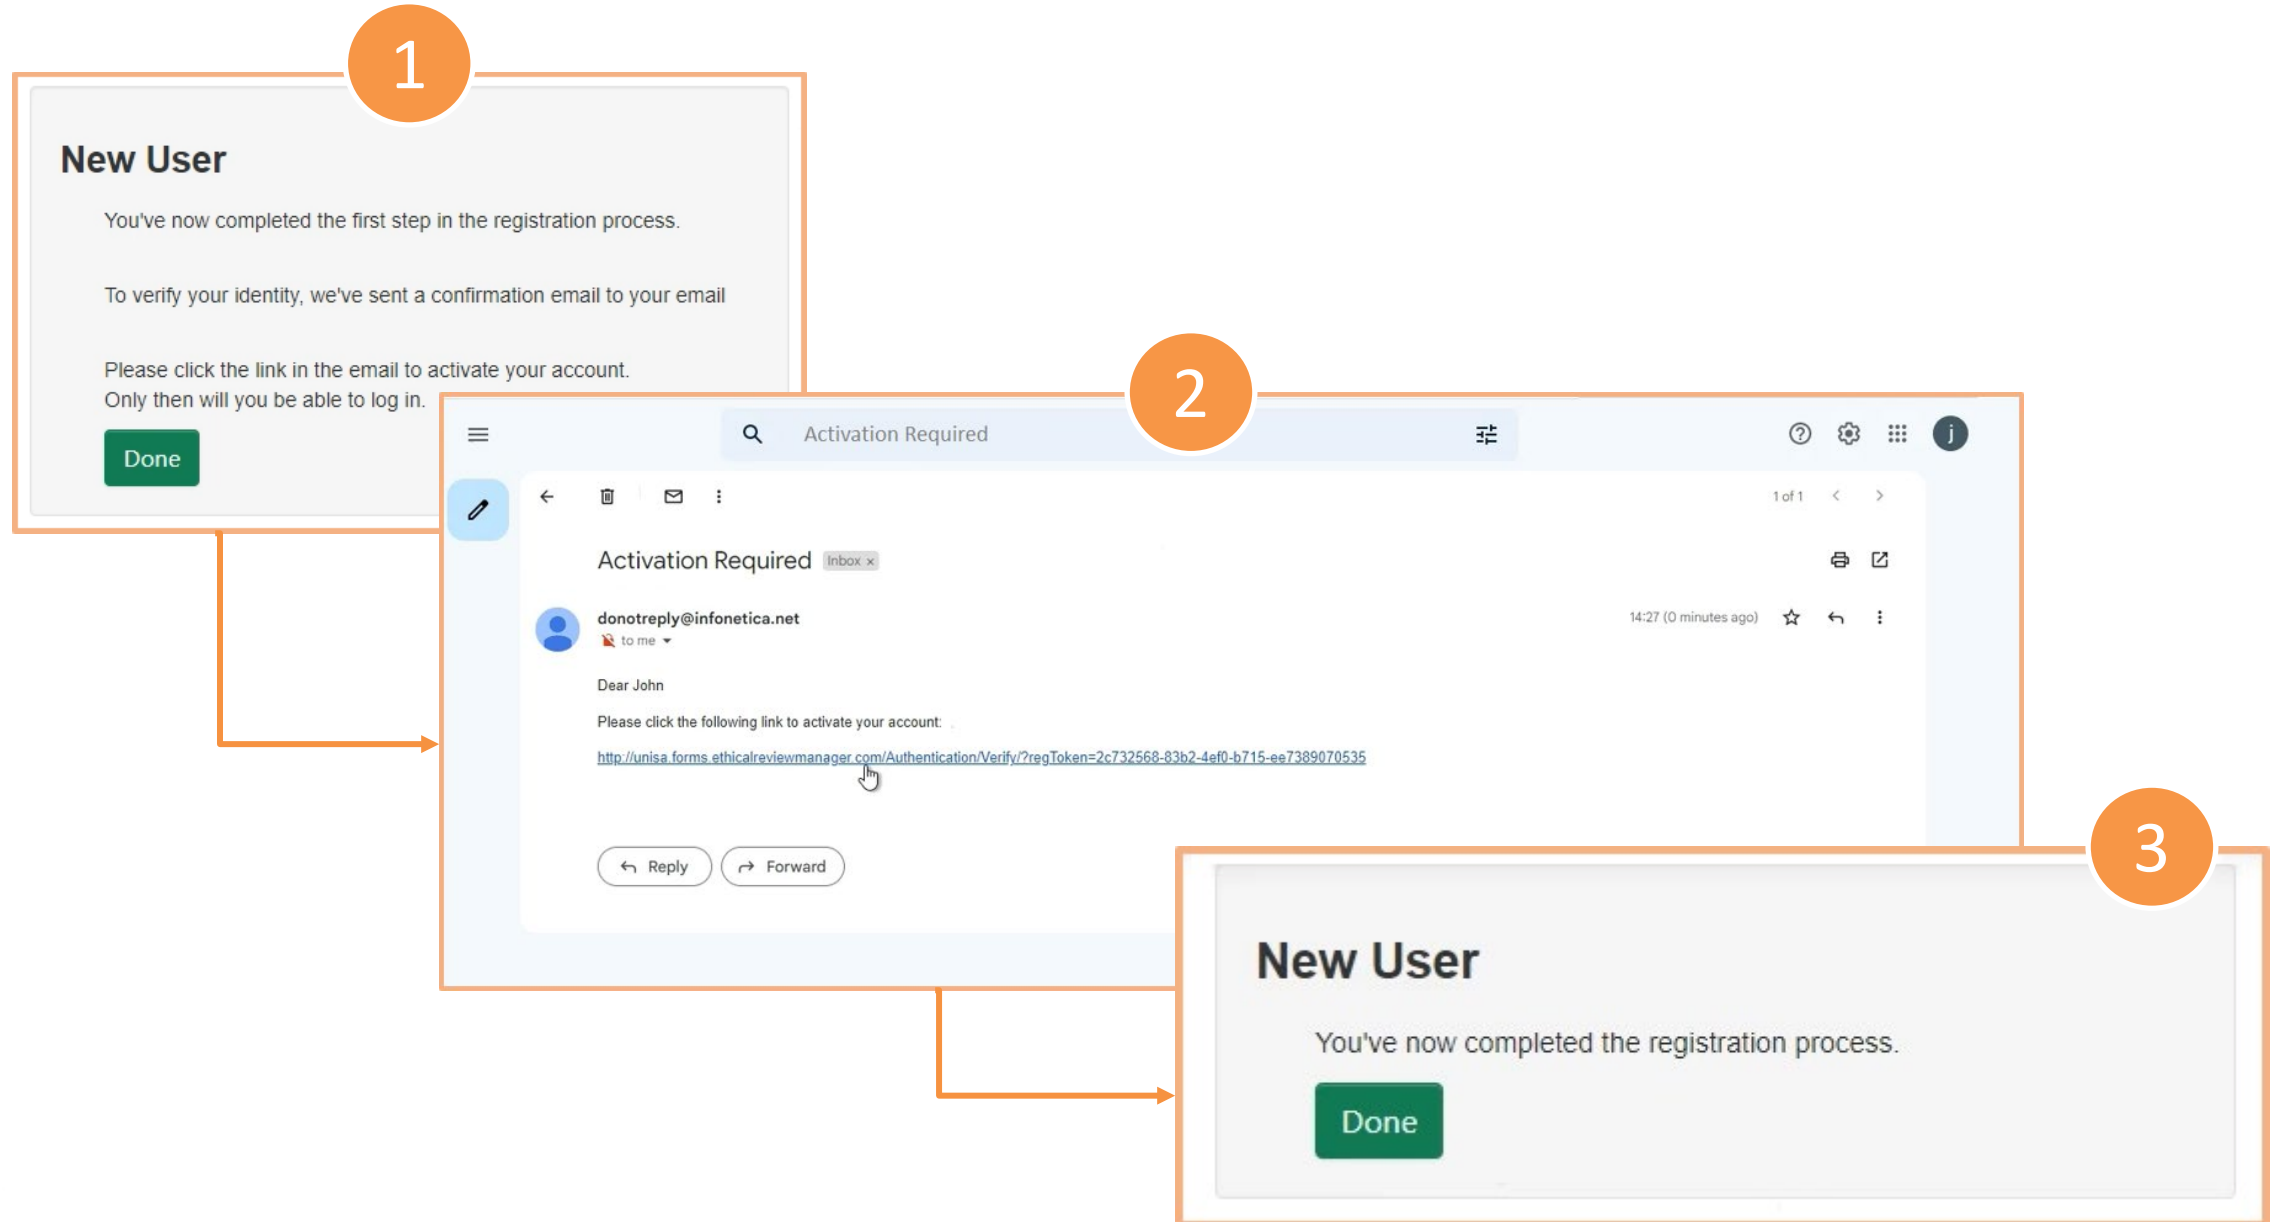 1
New User
You've now completed the first step in the registration process.
To verify your identity, we've sent a confirmation email to your email
Please click the link in the email to activate your account.
Only then will you be able to log in.
Done
2
Activation Required
j
1 of 1
Activation Required Inbox x
donotreply@infonetica.net
14:27 (0 minutes ago)
to me
Dear John
Please click the following link to activate your account:
http://unisa.forms.ethicalreviewmanager.com/Authentication/Verify/?regToken=2c732568-83b2-4ef0-b715-ee7389070535
Reply
Forward
3
New User
You've now completed the registration process.
Done